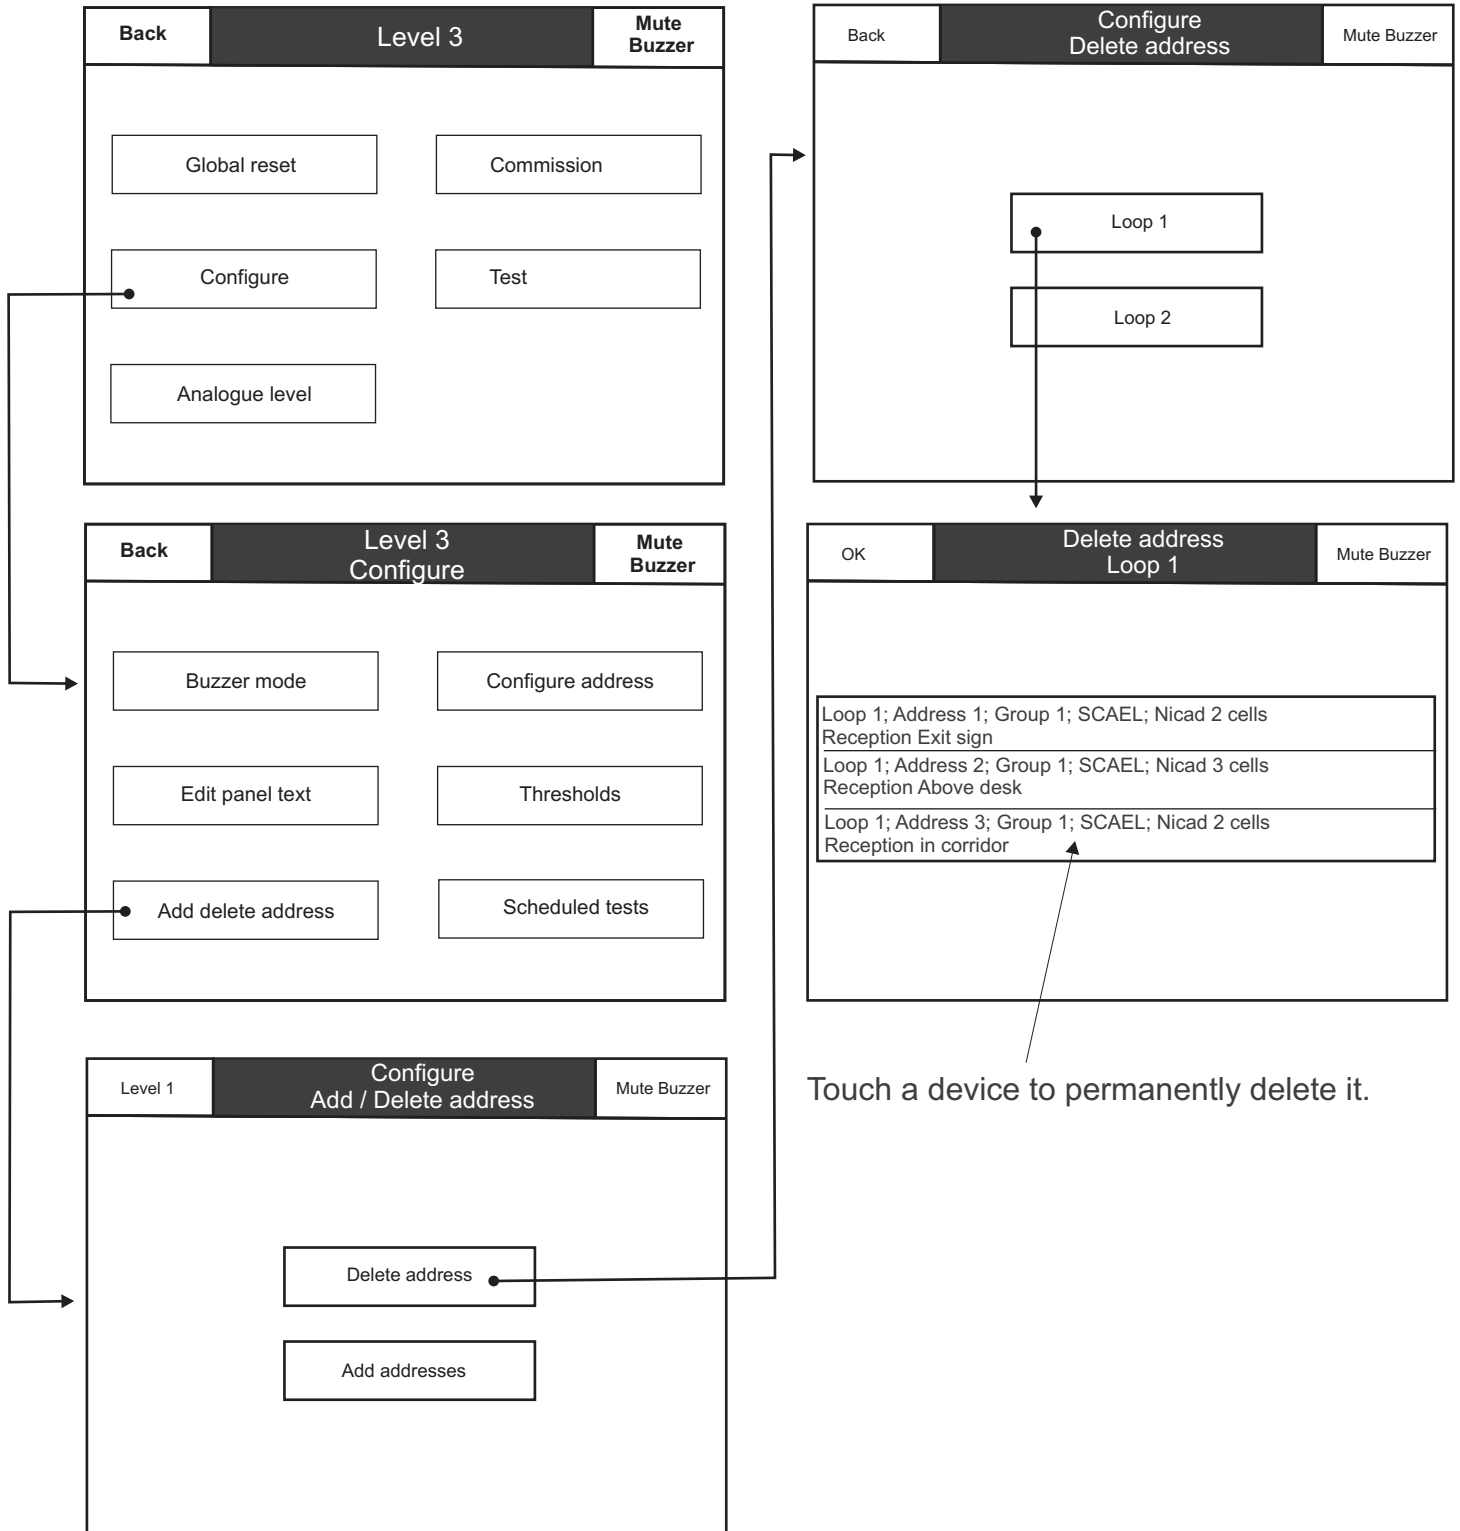 Back
Level 3
Mute
Buzzer
Global reset
Commission
Configure
Test
Analogue level
Back
Level 3
Configure
Mute
Buzzer
Buzzer mode
Configure address
Edit panel text
Thresholds
Add delete address
Scheduled tests
Level 1
Configure
Add / Delete address
Mute Buzzer
Delete address
Add addresses
Back
Configure
Delete address
Mute Buzzer
Loop 1
Loop 2
OK
Delete address
Loop 1
Mute Buzzer
Loop 1; Address 1; Group 1; SCAEL; Nicad 2 cells
Reception Exit sign
Loop 1; Address 2; Group 1; SCAEL; Nicad 3 cells
Reception Above desk
Loop 1; Address 3; Group 1; SCAEL; Nicad 2 cells
Reception in corridor
Touch a device to permanently delete it.